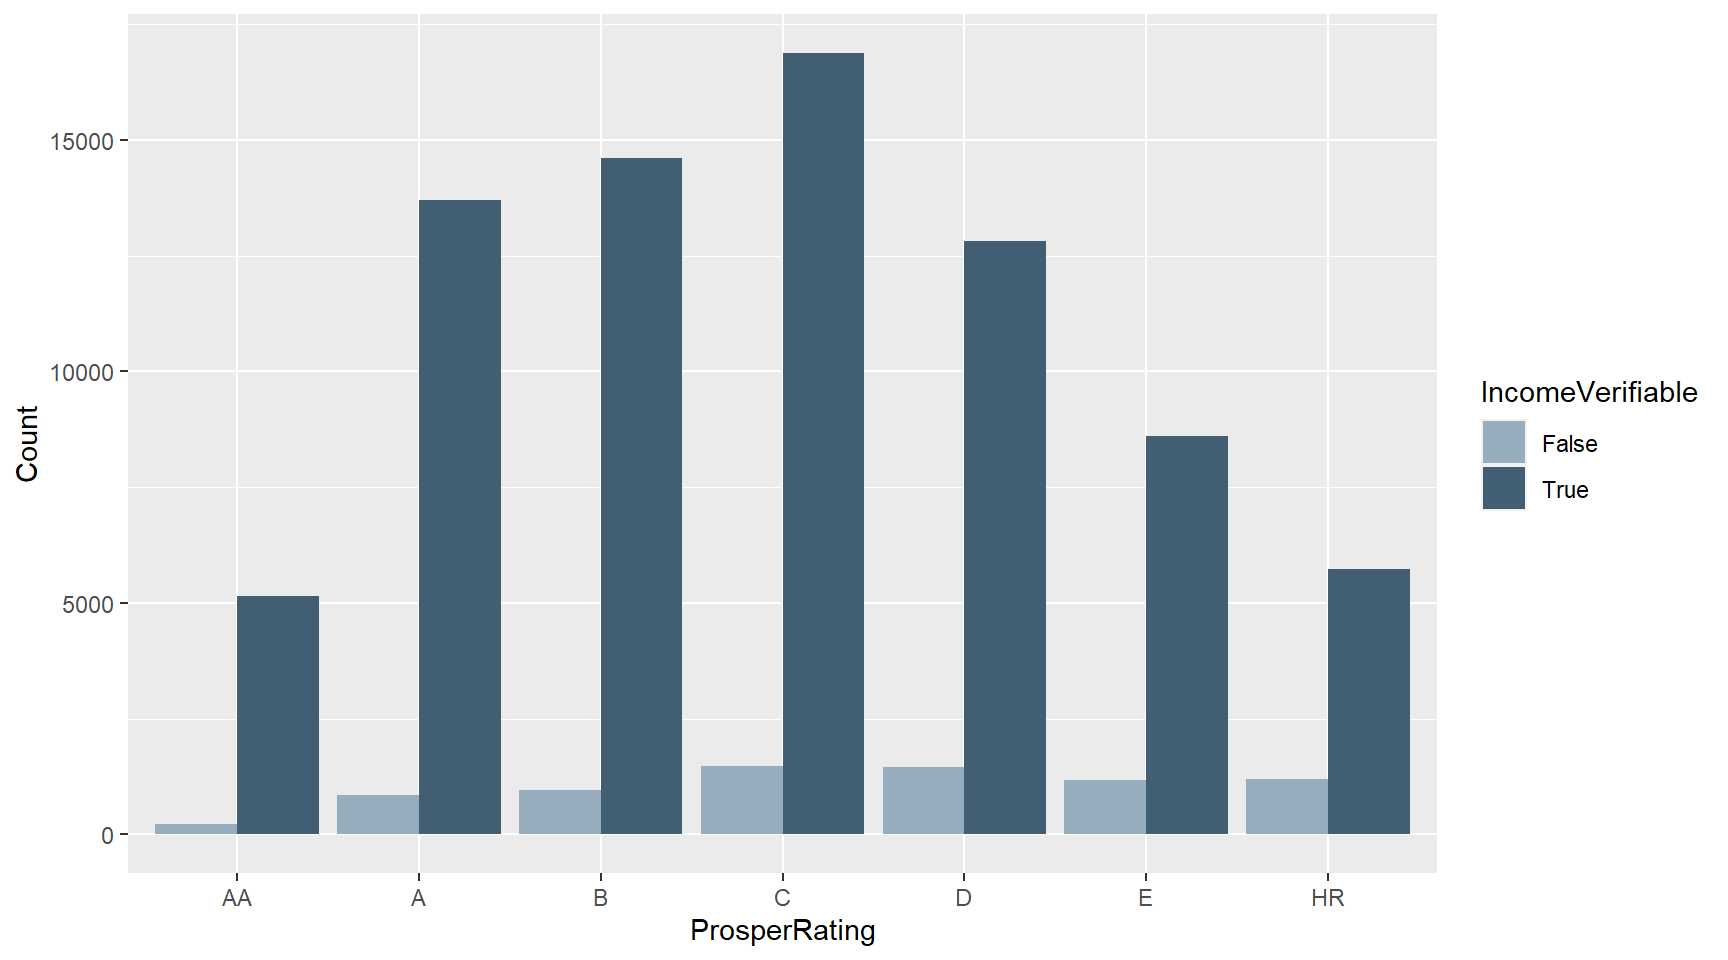 15000
10000
5000
0
Count
AA A B C D E HR
ProsperRating
IncomeVerifiable
False
True